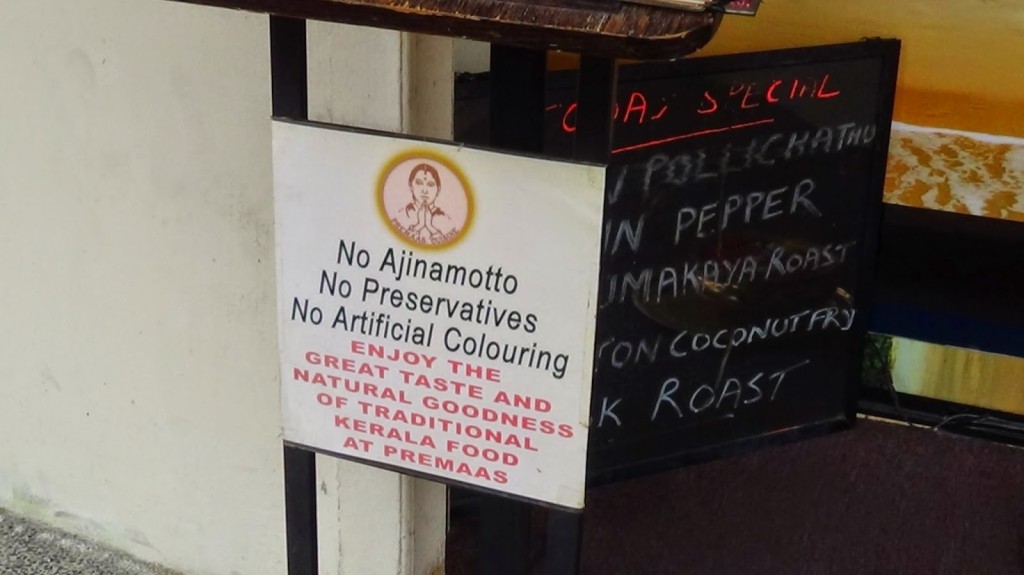 No Ajinamotto
No Preservatives
No Artificial Colouring
ENJOY THE
GREAT TASTE AND
NATURAL GOODNESS
OF TRADITIONAL
KERALA FOOD
AT PREMAAS
SPECIAL
POLLICHATHU
PEPPER
ROAST
COCONUT FRY
ROAST